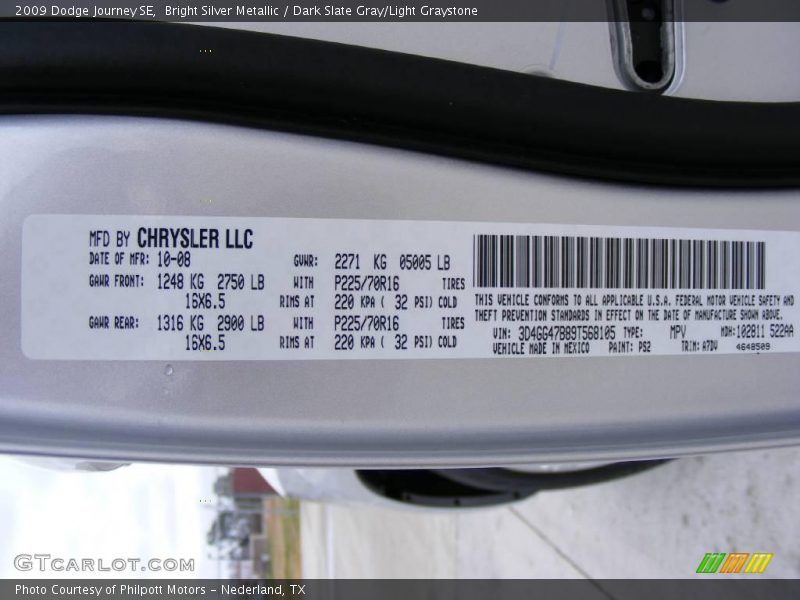 2009 Dodge Journey SE,  Bright Silver Metallic / Dark Slate Gray/Light Graystone
MFD BY CHRYSLER LLC
DATE OF MFR: 10-08 GVWR: 2271 KG 05005 LB
GAWR FRONT: 1248 KG 2750 LB WITH P225/70R16 TIRES
16X6.5 RIMS AT 220 KPA ( 32 PSI) COLD
GAWR REAR: 1316 KG 2900 LB WITH P225/70R16 TIRES
16X6.5 RIMS AT 220 KPA ( 32 PSI) COLD
THIS VEHICLE CONFORMS TO ALL APPLICABLE U.S.A. FEDERAL MOTOR VEHICLE SAFETY AND
THEFT PREVENTION STANDARDS IN EFFECT ON THE DATE OF MANUFACTURE SHOWN ABOVE.
VIN: 3D4GG47B89T568105 TYPE: MPV MDH: 102811 522AA
VEHICLE MADE IN MEXICO PAINT: PS2 TRIM: A7DV 4648509
GTCARLOT.COM
Photo Courtesy of Philpott Motors - Nederland, TX